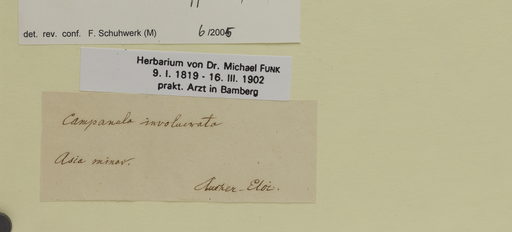 det. rev. conf. F. Schuhwerk (M) 6/2005
Herbarium von Dr. Michael FUNK
9. I. 1819 - 16. III. 1902
prakt. Arzt in Bamberg
Campanula involucrata
Asia minor.
Auher-Eloi.